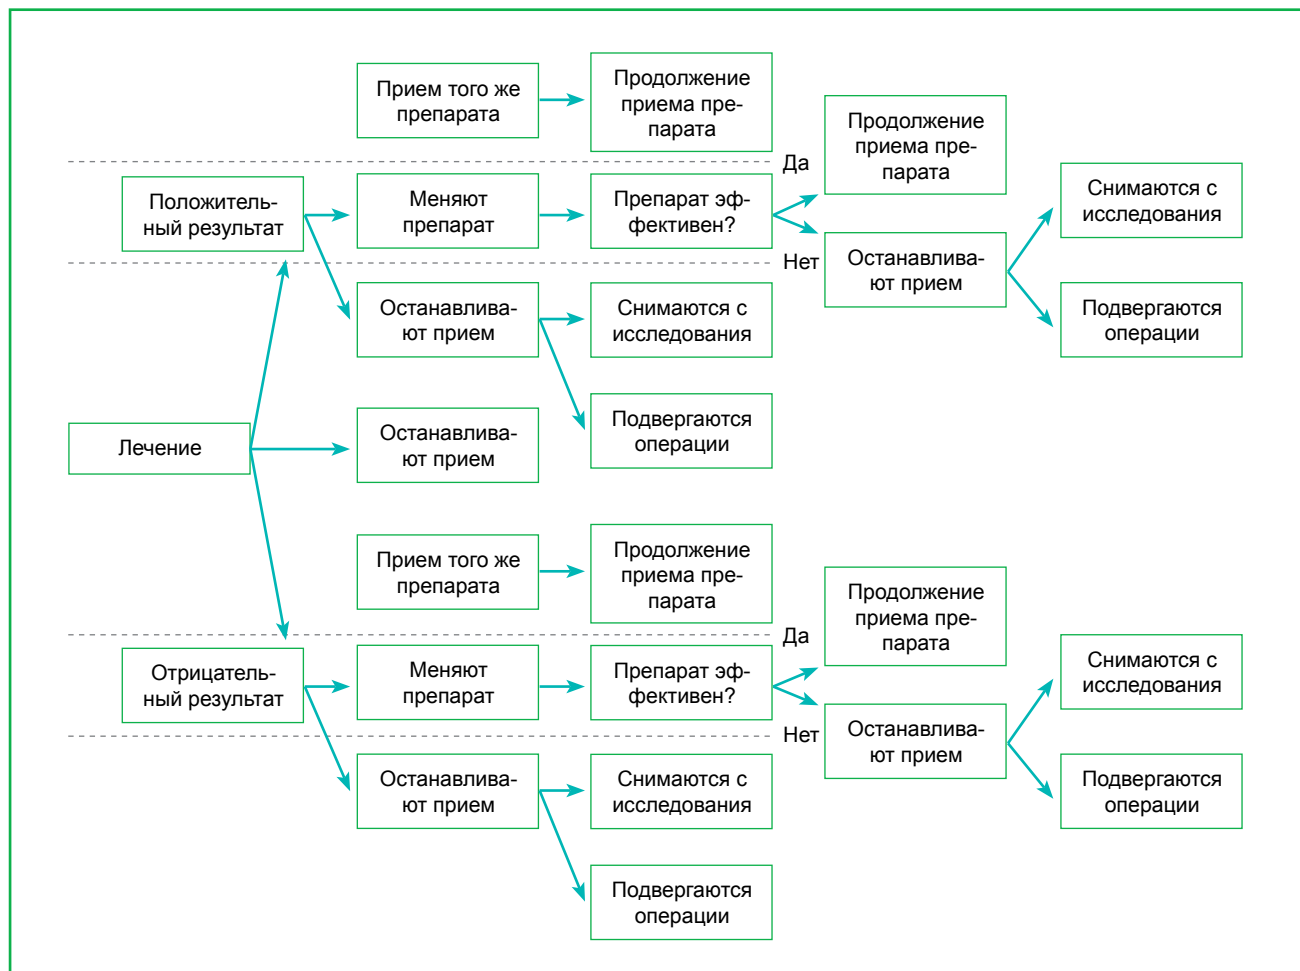 Прием того же
препарата
Продолжение
приема пре-
парата
Да
Продолжение
приема пре-
парата
Положитель-
ный результат
Меняют
препарат
Препарат эф-
фективен?
Снимаются с
исследования
Нет
Останавлива-
ют прием
Останавлива-
ют прием
Снимаются с
исследования
Подвергаются
операции
Лечение
Останавлива-
ют прием
Подвергаются
операции
Прием того же
препарата
Продолжение
приема пре-
парата
Да
Продолжение
приема пре-
парата
Отрицатель-
ный результат
Меняют
препарат
Препарат эф-
фективен?
Снимаются с
исследования
Нет
Останавлива-
ют прием
Останавлива-
ют прием
Снимаются с
исследования
Подвергаются
операции
Подвергаются
операции